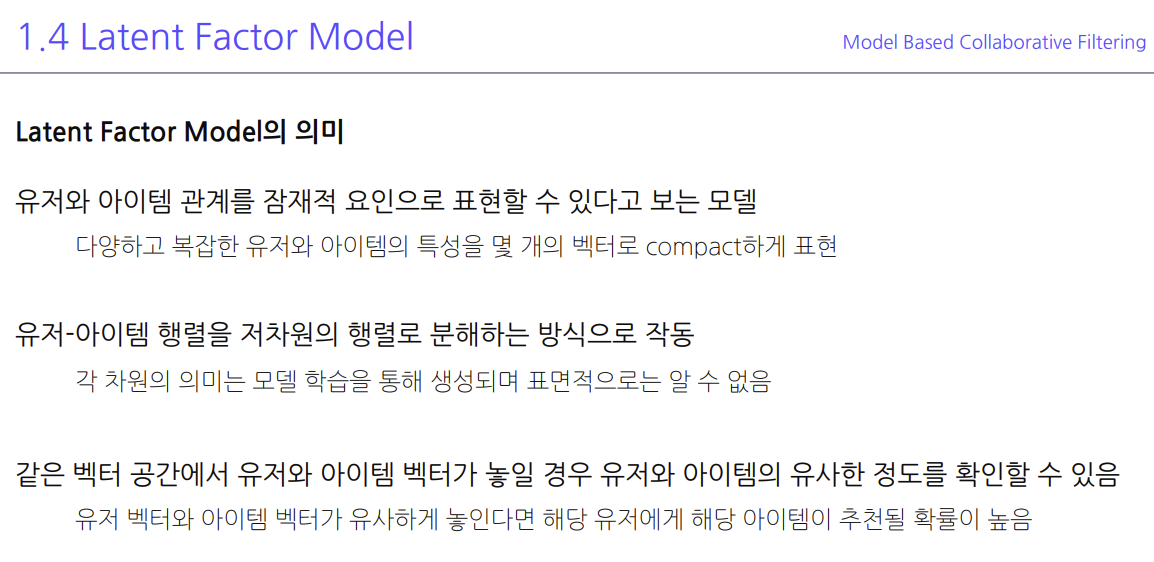 1.4 Latent Factor Model
Model Based Collaborative Filtering
Latent Factor Model의 의미
유저와 아이템 관계를 잠재적 요인으로 표현할 수 있다고 보는 모델
다양하고 복잡한 유저와 아이템의 특성을 몇 개의 벡터로 compact하게 표현
유저-아이템 행렬을 저차원의 행렬로 분해하는 방식으로 작동
각 차원의 의미는 모델 학습을 통해 생성되며 표면적으로는 알 수 없음
같은 벡터 공간에서 유저와 아이템 벡터가 놓일 경우 유저와 아이템의 유사한 정도를 확인할 수 있음
유저 벡터와 아이템 벡터가 유사하게 놓인다면 해당 유저에게 해당 아이템이 추천될 확률이 높음